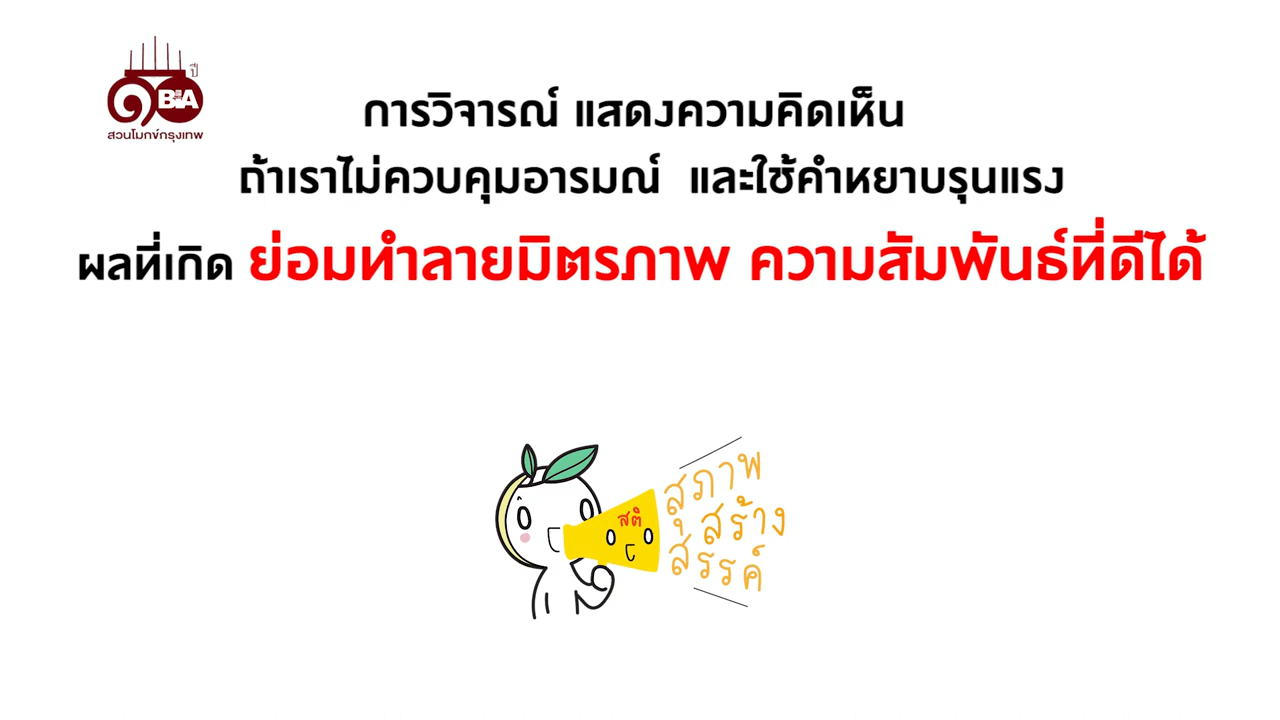 ๑๐ ปี
BIA
สวนโมกข์กรุงเทพ
การวิจารณ์ แสดงความคิดเห็น
ถ้าเราไม่ควบคุมอารมณ์ และใช้คำหยาบรุนแรง
ผลที่เกิด ย่อมทำลายมิตรภาพ ความสัมพันธ์ที่ดีได้
สติ
สุภาพ
สร้าง
สรรค์